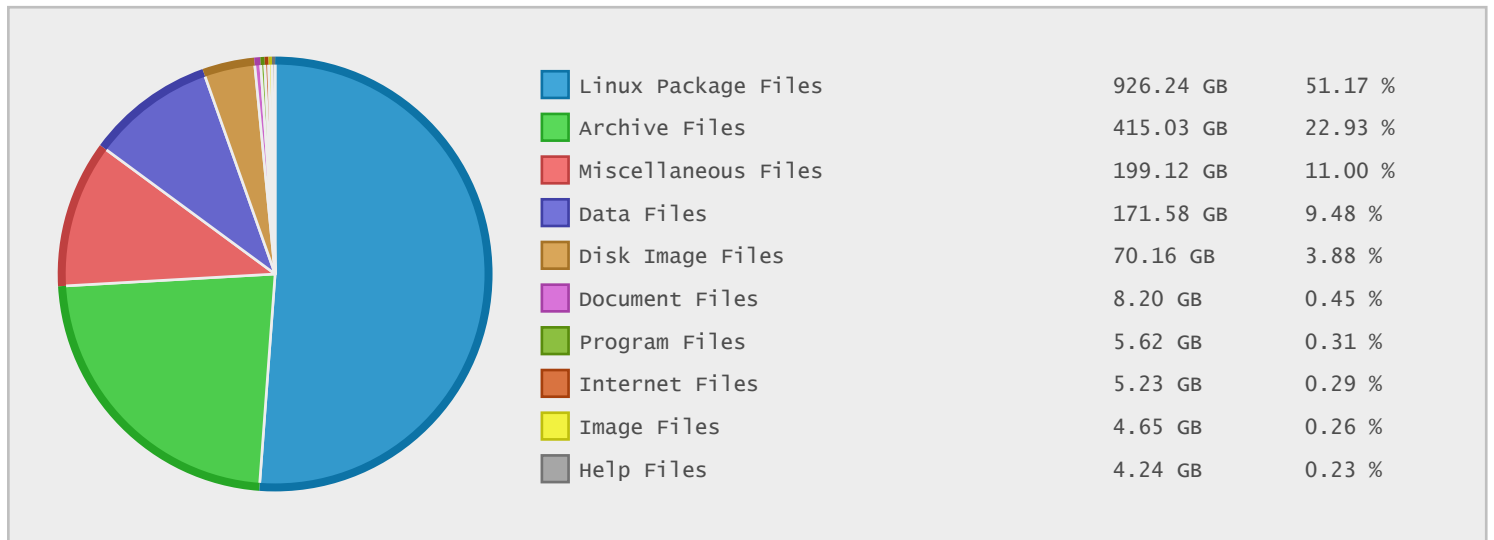 Linux Package Files 926.24 GB 51.17 %
Archive Files 415.03 GB 22.93 %
Miscellaneous Files 199.12 GB 11.00 %
Data Files 171.58 GB 9.48 %
Disk Image Files 70.16 GB 3.88 %
Document Files 8.20 GB 0.45 %
Program Files 5.62 GB 0.31 %
Internet Files 5.23 GB 0.29 %
Image Files 4.65 GB 0.26 %
Help Files 4.24 GB 0.23 %